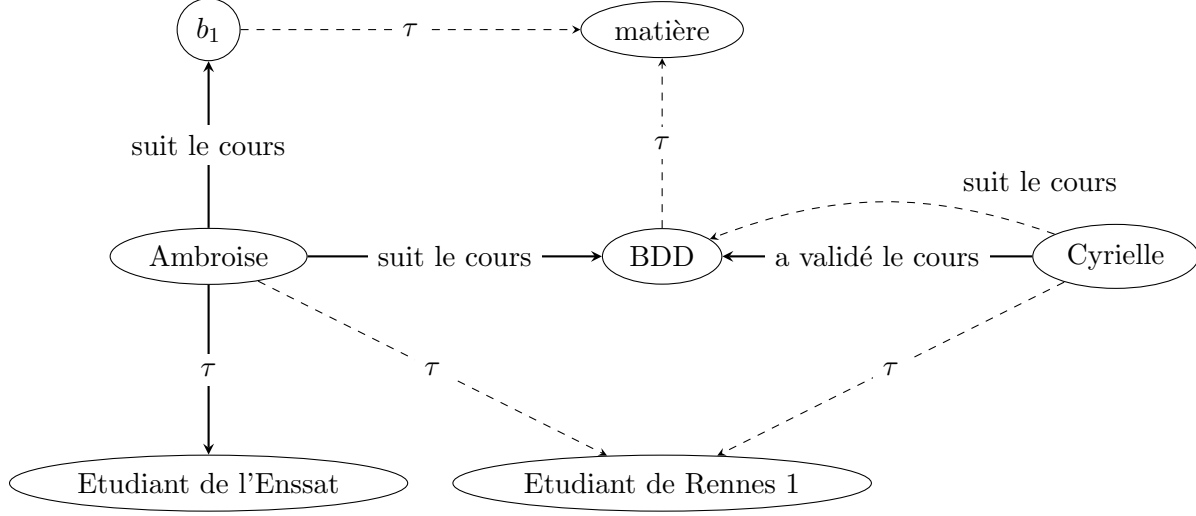 b₁
τ
matière
suit le cours
τ
suit le cours
Ambroise
suit le cours
BDD
a validé le cours
Cyrielle
τ
τ
τ
Etudiant de l'Enssat
Etudiant de Rennes 1